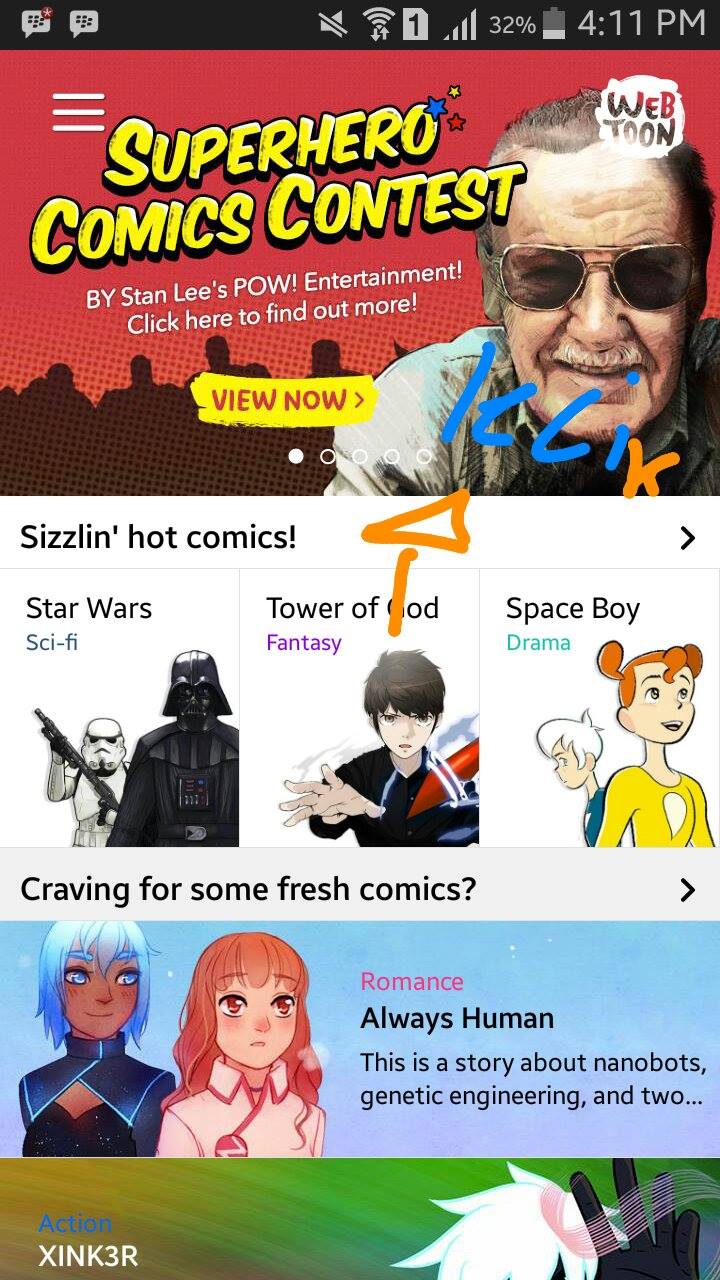 1 32% 4:11 PM
WEB
TOON
SUPERHERO
COMICS CONTEST
BY Stan Lee's POW! Entertainment!
Click here to find out more!
VIEW NOW >
kcik
Sizzlin' hot comics!
Star Wars
Sci-fi
Tower of God
Fantasy
Space Boy
Drama
Craving for some fresh comics?
Romance
Always Human
This is a story about nanobots,
genetic engineering, and two...
Action
XINK3R